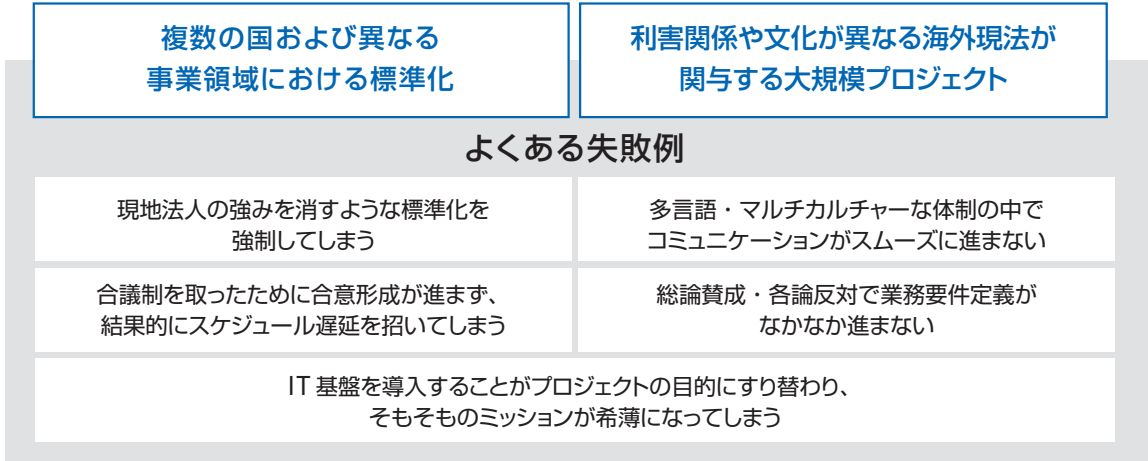 複数の国および異なる
事業領域における標準化
利害関係や文化が異なる海外現法が
関与する大規模プロジェクト
よくある失敗例
現地法人の強みを消すような標準化を
強制してしまう
多言語・マルチカルチャーな体制の中で
コミュニケーションがスムーズに進まない
合議制を取ったために合意形成が進まず、
結果的にスケジュール遅延を招いてしまう
総論賛成・各論反対で業務要件定義が
なかなか進まない
IT 基盤を導入することがプロジェクトの目的にすり替わり、
そもそものミッションが希薄になってしまう